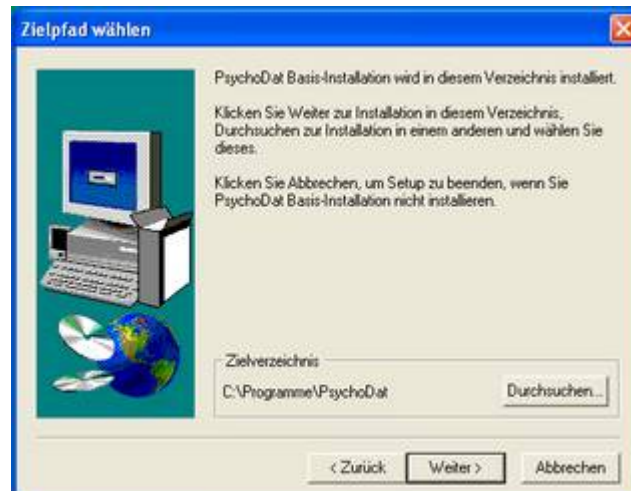 Zielpfad wählen
PsychoDat Basis-Installation wird in diesem Verzeichnis installiert.
Klicken Sie Weiter zur Installation in diesem Verzeichnis,
Durchsuchen zur Installation in einem anderen und wählen Sie
dieses.
Klicken Sie Abbrechen, um Setup zu beenden, wenn Sie
PsychoDat Basis-Installation nicht installieren.
Zielverzeichnis
C:\Programme\PsychoDat
Durchsuchen...
< Zurück
Weiter >
Abbrechen